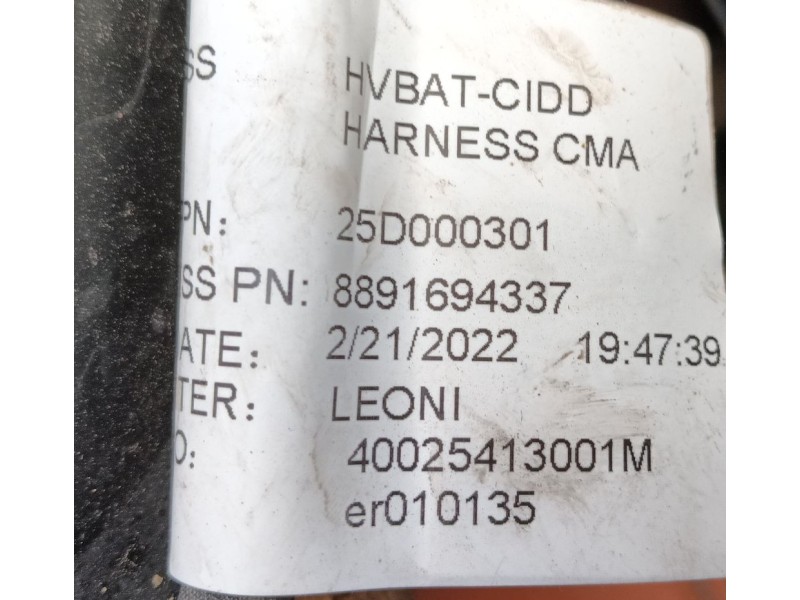 SS HVBAT-CIDD
HARNESS CMA
PN: 25D000301
SS PN: 8891694337
ATE: 2/21/2022 19:47:39
TER: LEONI
O: 40025413001M
er010135